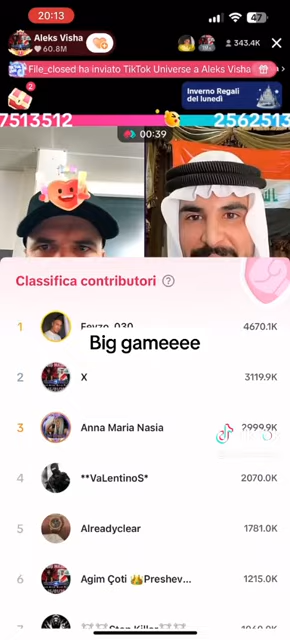 20:13
47
Aleks Visha
60.8M
343.4K
File_closed ha inviato TikTok Universe a Aleks Visha
2
Inverno Regali
del lunedì
7513512
2562513
00:39
Classifica contributori
1
Feyzo_030
4670.1K
Big gameeee
2
X
3119.9K
3
Anna Maria Nasia
2999.9K
4
**VaLentinoS*
2070.0K
5
Alreadyclear
1781.0K
6
Agim Çoti 👑Preshev...
1215.0K